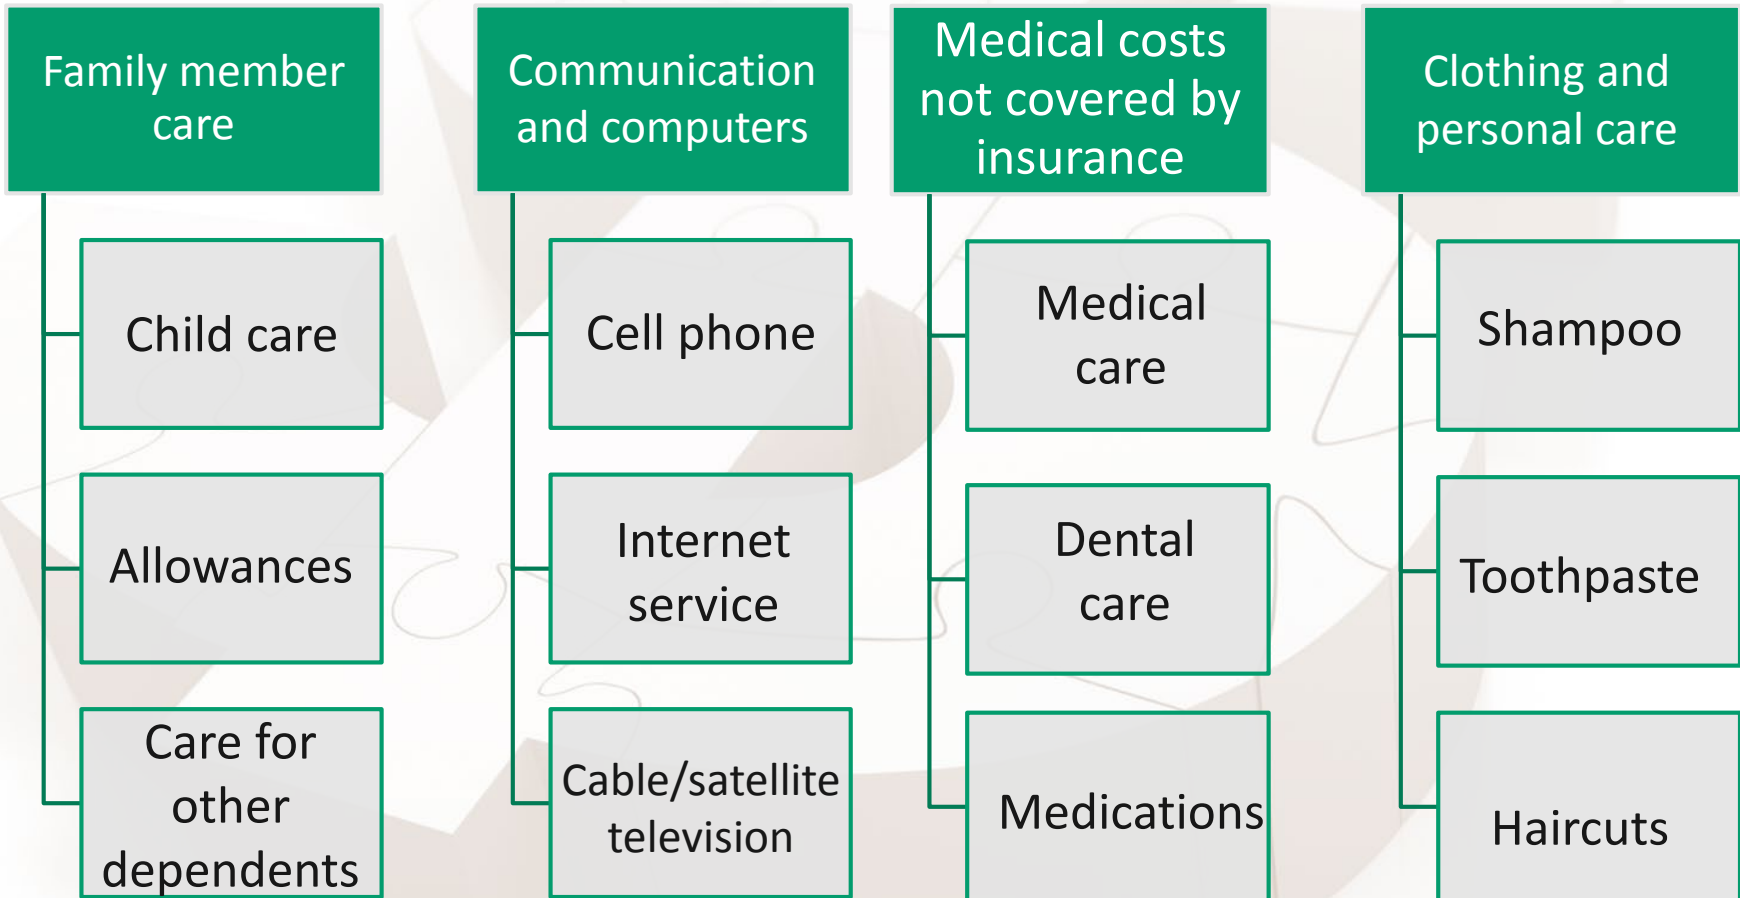 Family member
care
Child care
Allowances
Care for
other
dependents
Communication
and computers
Cell phone
Internet
service
Cable/satellite
television
Medical costs
not covered by
insurance
Medical
care
Dental
care
Medications
Clothing and
personal care
Shampoo
Toothpaste
Haircuts